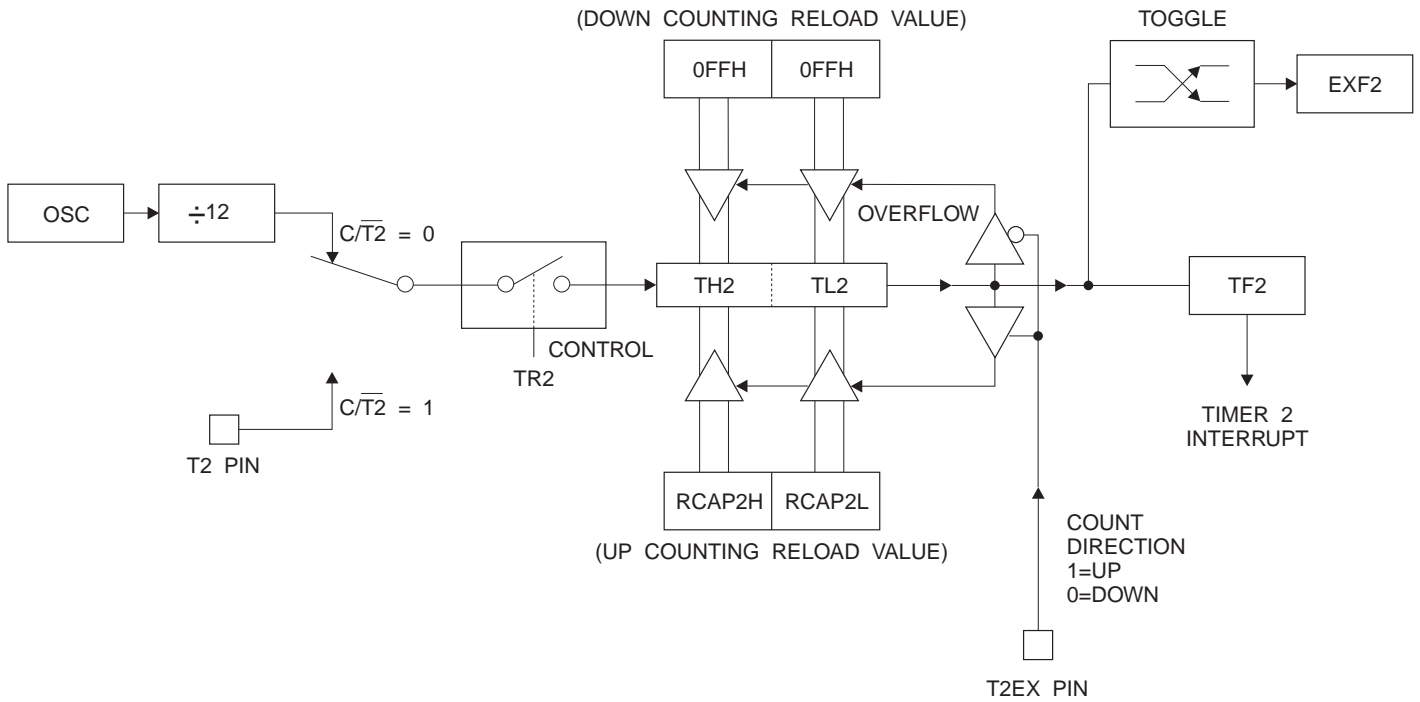 (DOWN COUNTING RELOAD VALUE)
TOGGLE
0FFH
0FFH
EXF2
OSC
÷12
C/T2̅ = 0
OVERFLOW
TH2
TL2
TF2
CONTROL
TR2
C/T2̅ = 1
T2 PIN
TIMER 2
INTERRUPT
RCAP2H
RCAP2L
(UP COUNTING RELOAD VALUE)
COUNT
DIRECTION
1=UP
0=DOWN
T2EX PIN